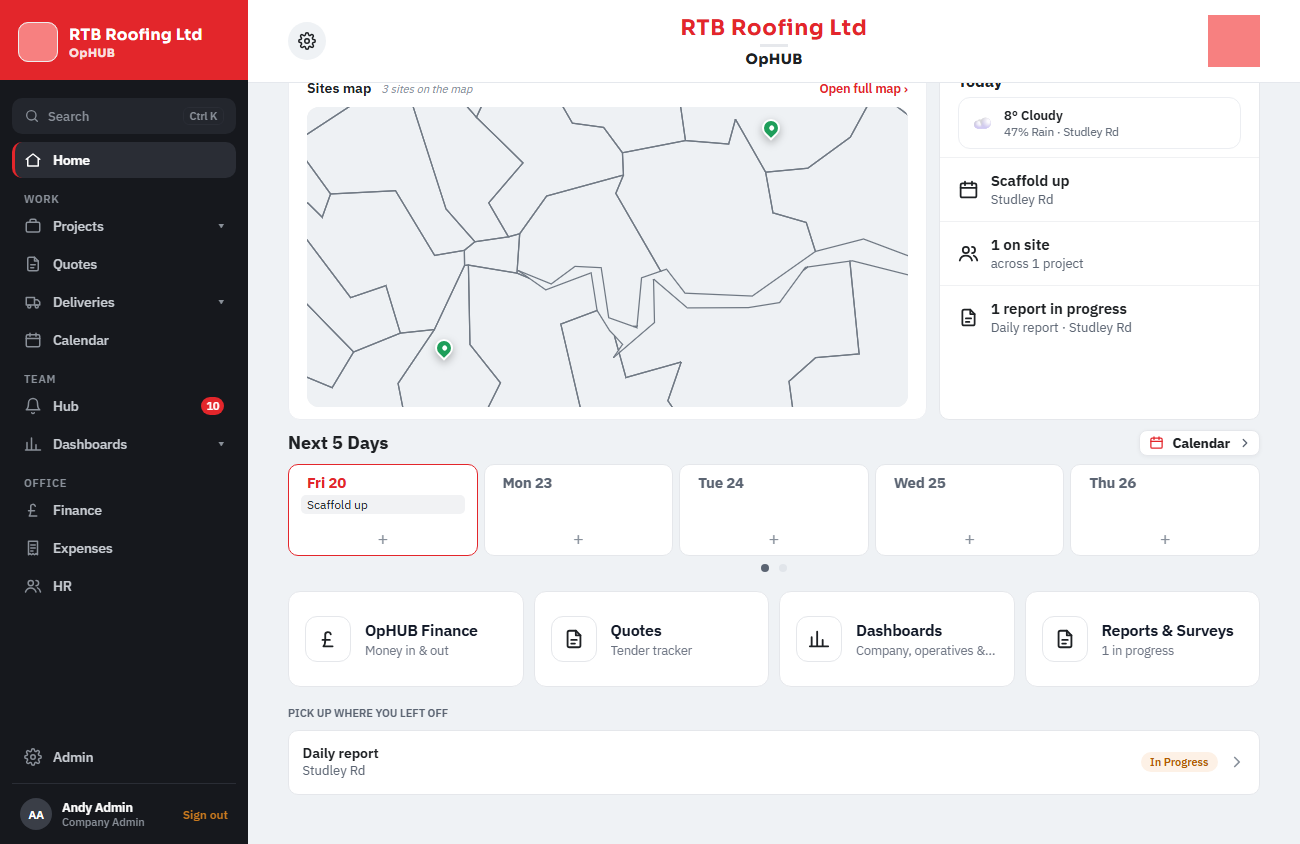 RTB Roofing Ltd
OpHUB
Search
Ctrl K
Home
WORK
Projects
Quotes
Deliveries
Calendar
TEAM
Hub
10
Dashboards
OFFICE
Finance
Expenses
HR
Admin
AA
Andy Admin
Company Admin
Sign out
RTB Roofing Ltd
OpHUB
Sites map
3 sites on the map
Open full map ›
Today
8° Cloudy
47% Rain · Studley Rd
Scaffold up
Studley Rd
1 on site
across 1 project
1 report in progress
Daily report · Studley Rd
Next 5 Days
Calendar
Fri 20
Scaffold up
+
Mon 23
+
Tue 24
+
Wed 25
+
Thu 26
+
OpHUB Finance
Money in & out
Quotes
Tender tracker
Dashboards
Company, operatives &...
Reports & Surveys
1 in progress
PICK UP WHERE YOU LEFT OFF
Daily report
Studley Rd
In Progress